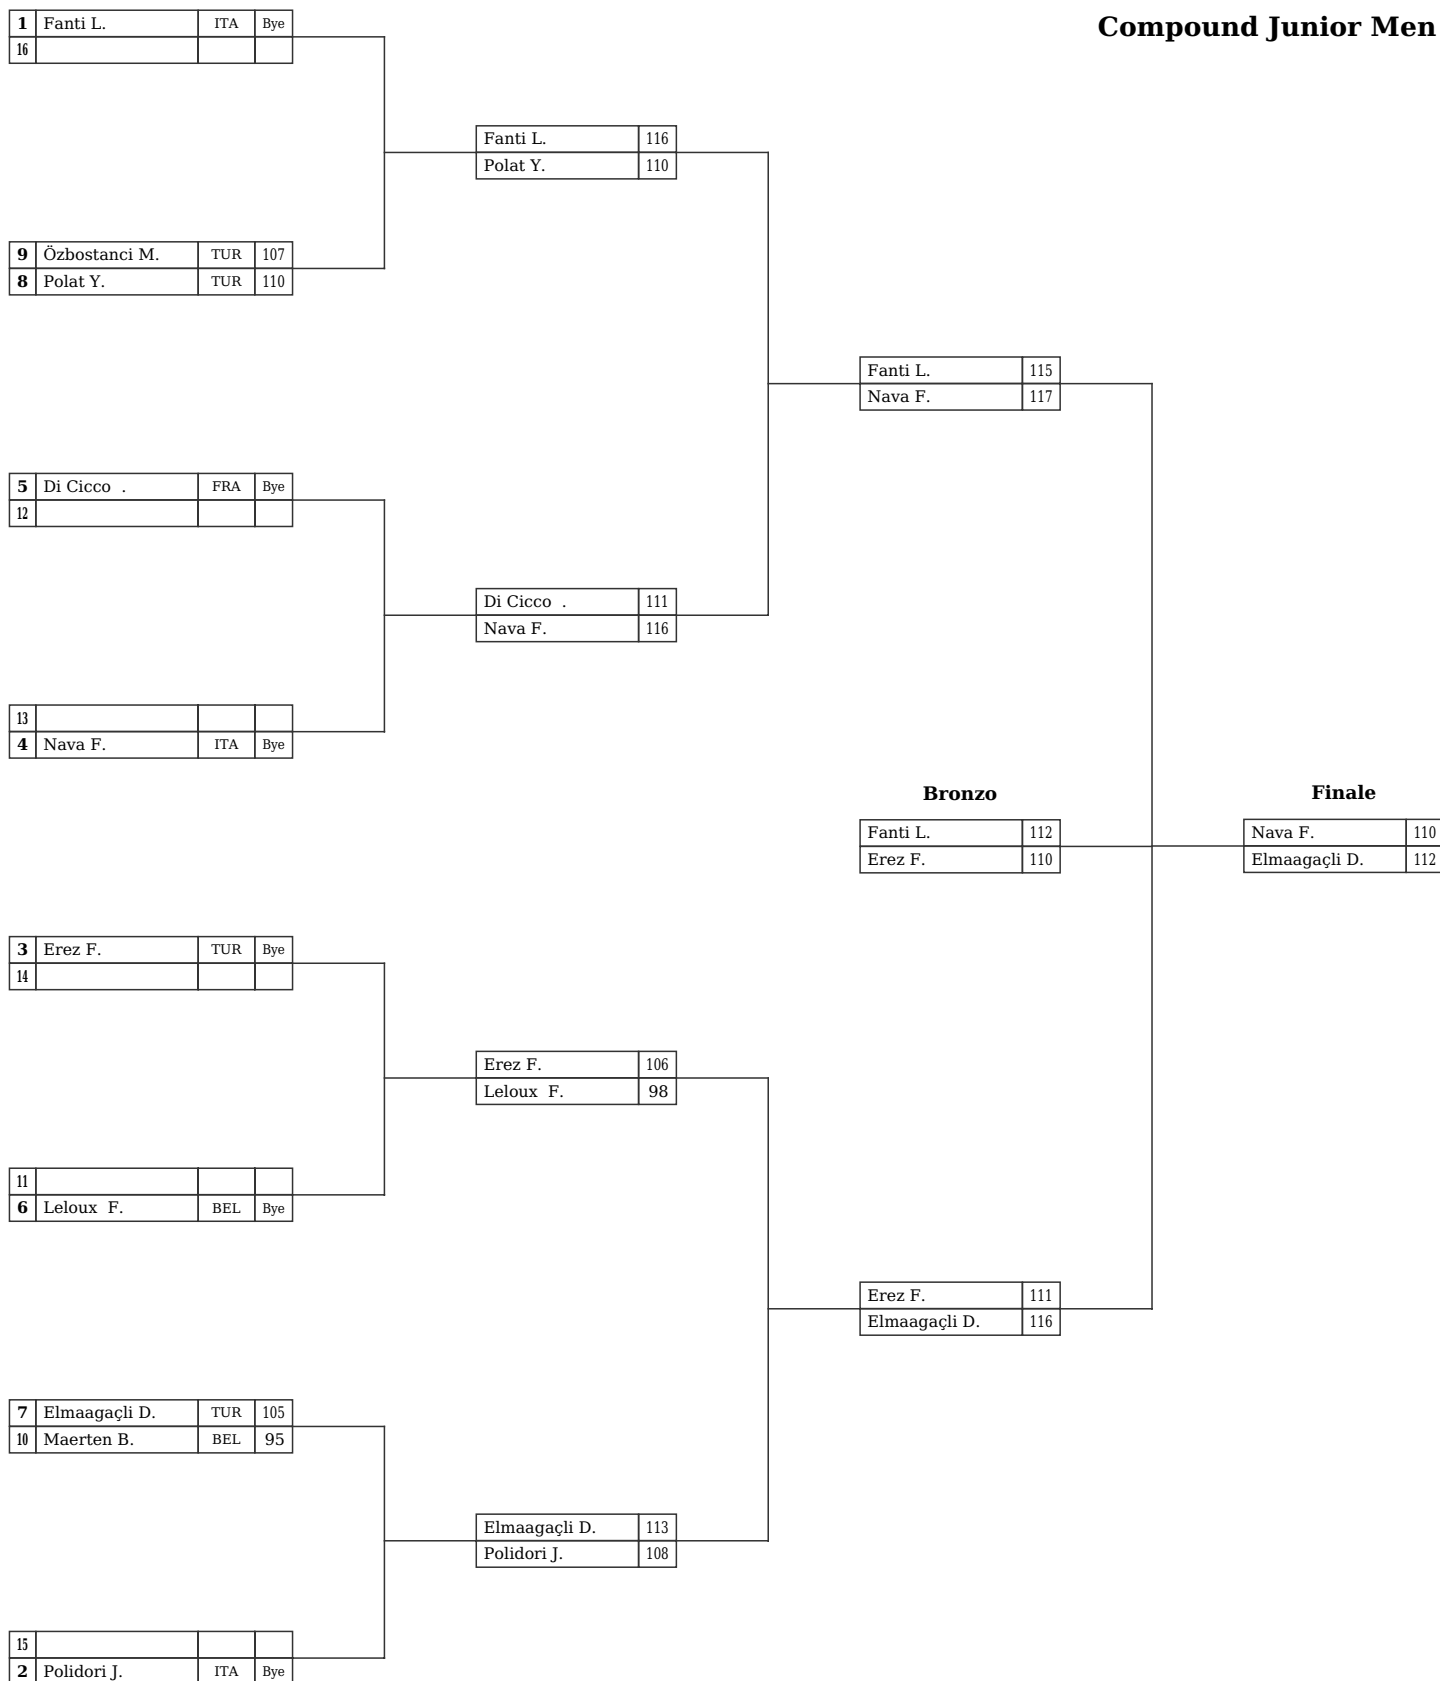 Compound Junior Men
1 Fanti L. ITA Bye
16
Fanti L. 116
Polat Y. 110
9 Özbostanci M. TUR 107
8 Polat Y. TUR 110
Fanti L. 115
Nava F. 117
5 Di Cicco . FRA Bye
12
Di Cicco . 111
Nava F. 116
13
4 Nava F. ITA Bye
Bronzo
Fanti L. 112
Erez F. 110
Finale
Nava F. 110
Elmaagaçli D. 112
3 Erez F. TUR Bye
14
Erez F. 106
Leloux F. 98
11
6 Leloux F. BEL Bye
Erez F. 111
Elmaagaçli D. 116
7 Elmaagaçli D. TUR 105
10 Maerten B. BEL 95
Elmaagaçli D. 113
Polidori J. 108
15
2 Polidori J. ITA Bye